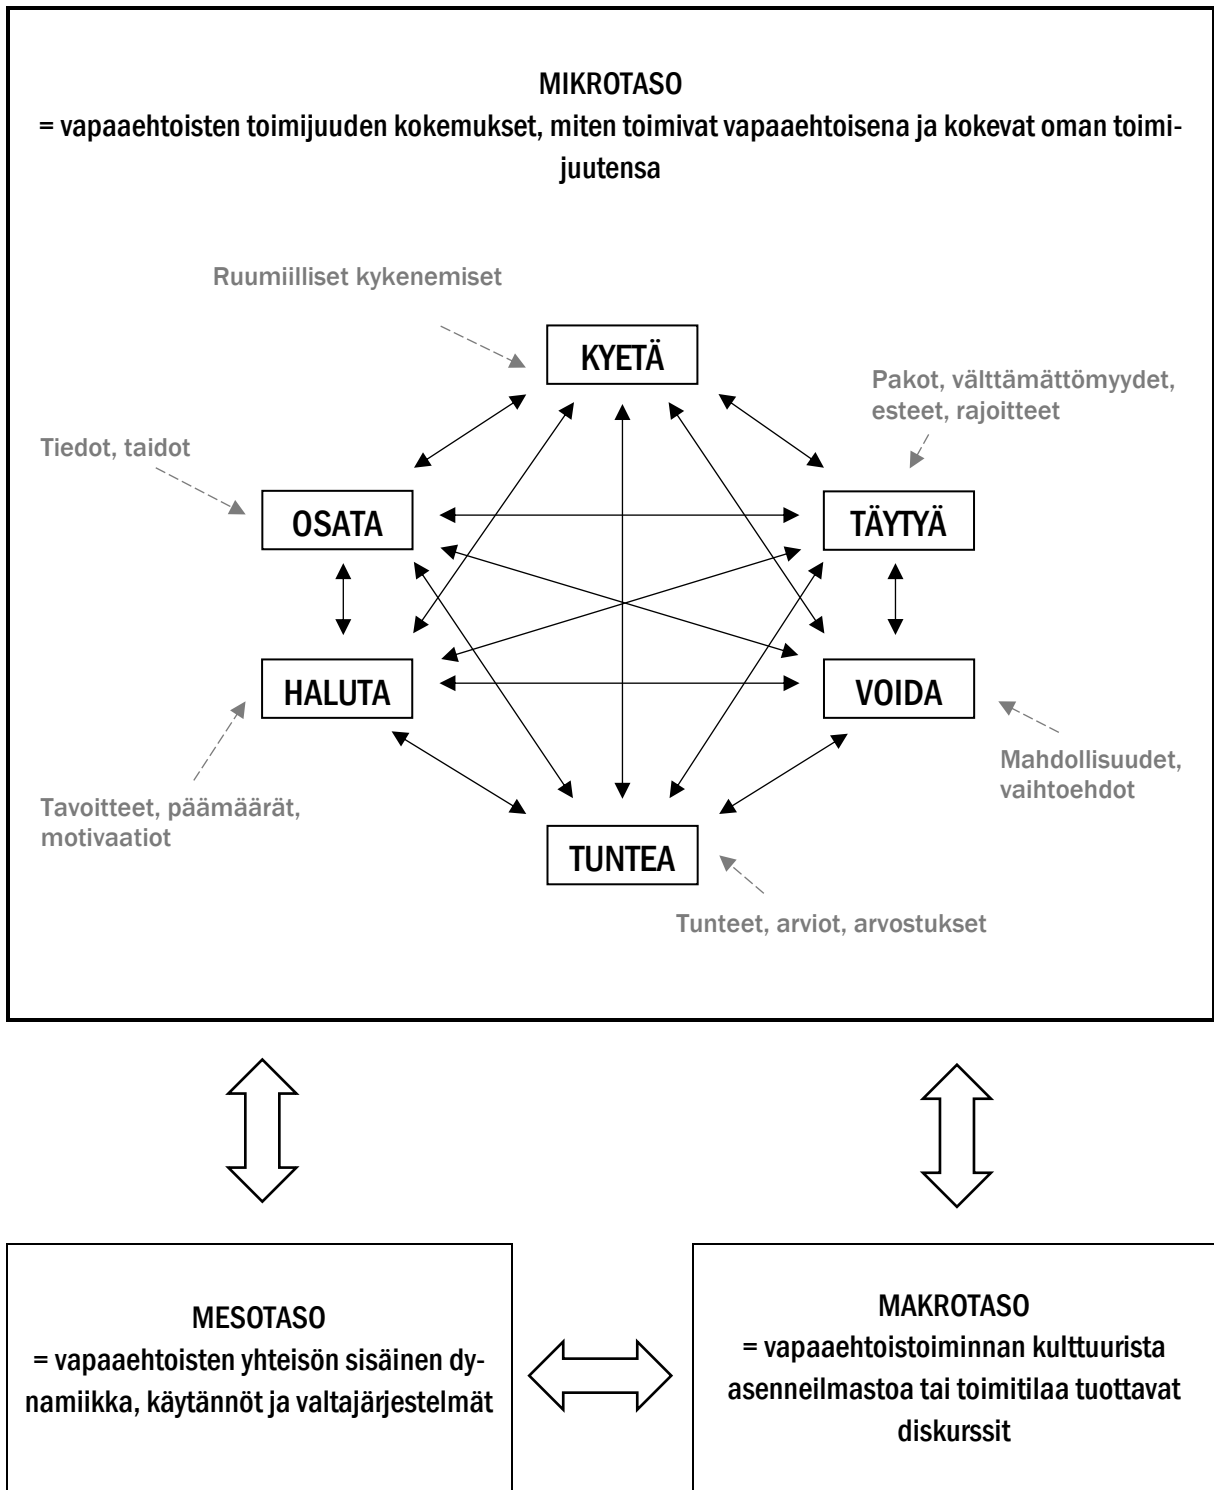 MIKROTASO
= vapaaehtoisten toimijuuden kokemukset, miten toimivat vapaaehtoisena ja kokevat oman toimi-
juutensa
Ruumiilliset kykenemiset
KYETÄ
Pakot, välttämättömyydet,
esteet, rajoitteet
Tiedot, taidot
OSATA
TÄYTYÄ
HALUTA
VOIDA
Mahdollisuudet,
vaihtoehdot
Tavoitteet, päämäärät,
motivaatiot
TUNTEA
Tunteet, arviot, arvostukset
MESOTASO
= vapaaehtoisten yhteisön sisäinen dy-
namiikka, käytännöt ja valtajärjestelmät
MAKROTASO
= vapaaehtoistoiminnan kulttuurista
asenneilmastoa tai toimitilaa tuottavat
diskurssit